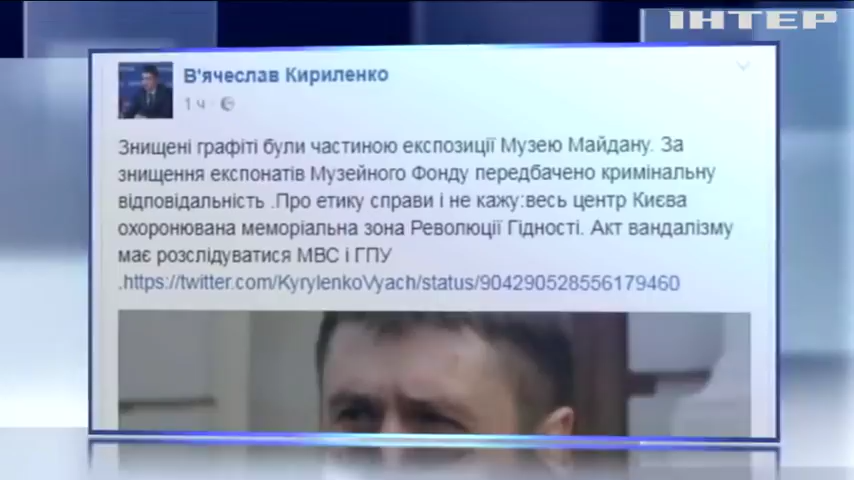 ІНТЕР
В'ячеслав Кириленко
1 ч
Знищені графіті були частиною експозиції Музею Майдану. За
знищення експонатів Музейного Фонду передбачено кримінальну
відповідальність .Про етику справи і не кажу:весь центр Києва
охоронювана меморіальна зона Революції Гідності. Акт вандалізму
має розслідуватися МВС і ГПУ
.https://twitter.com/KyrylenkoVyach/status/904290528556179460